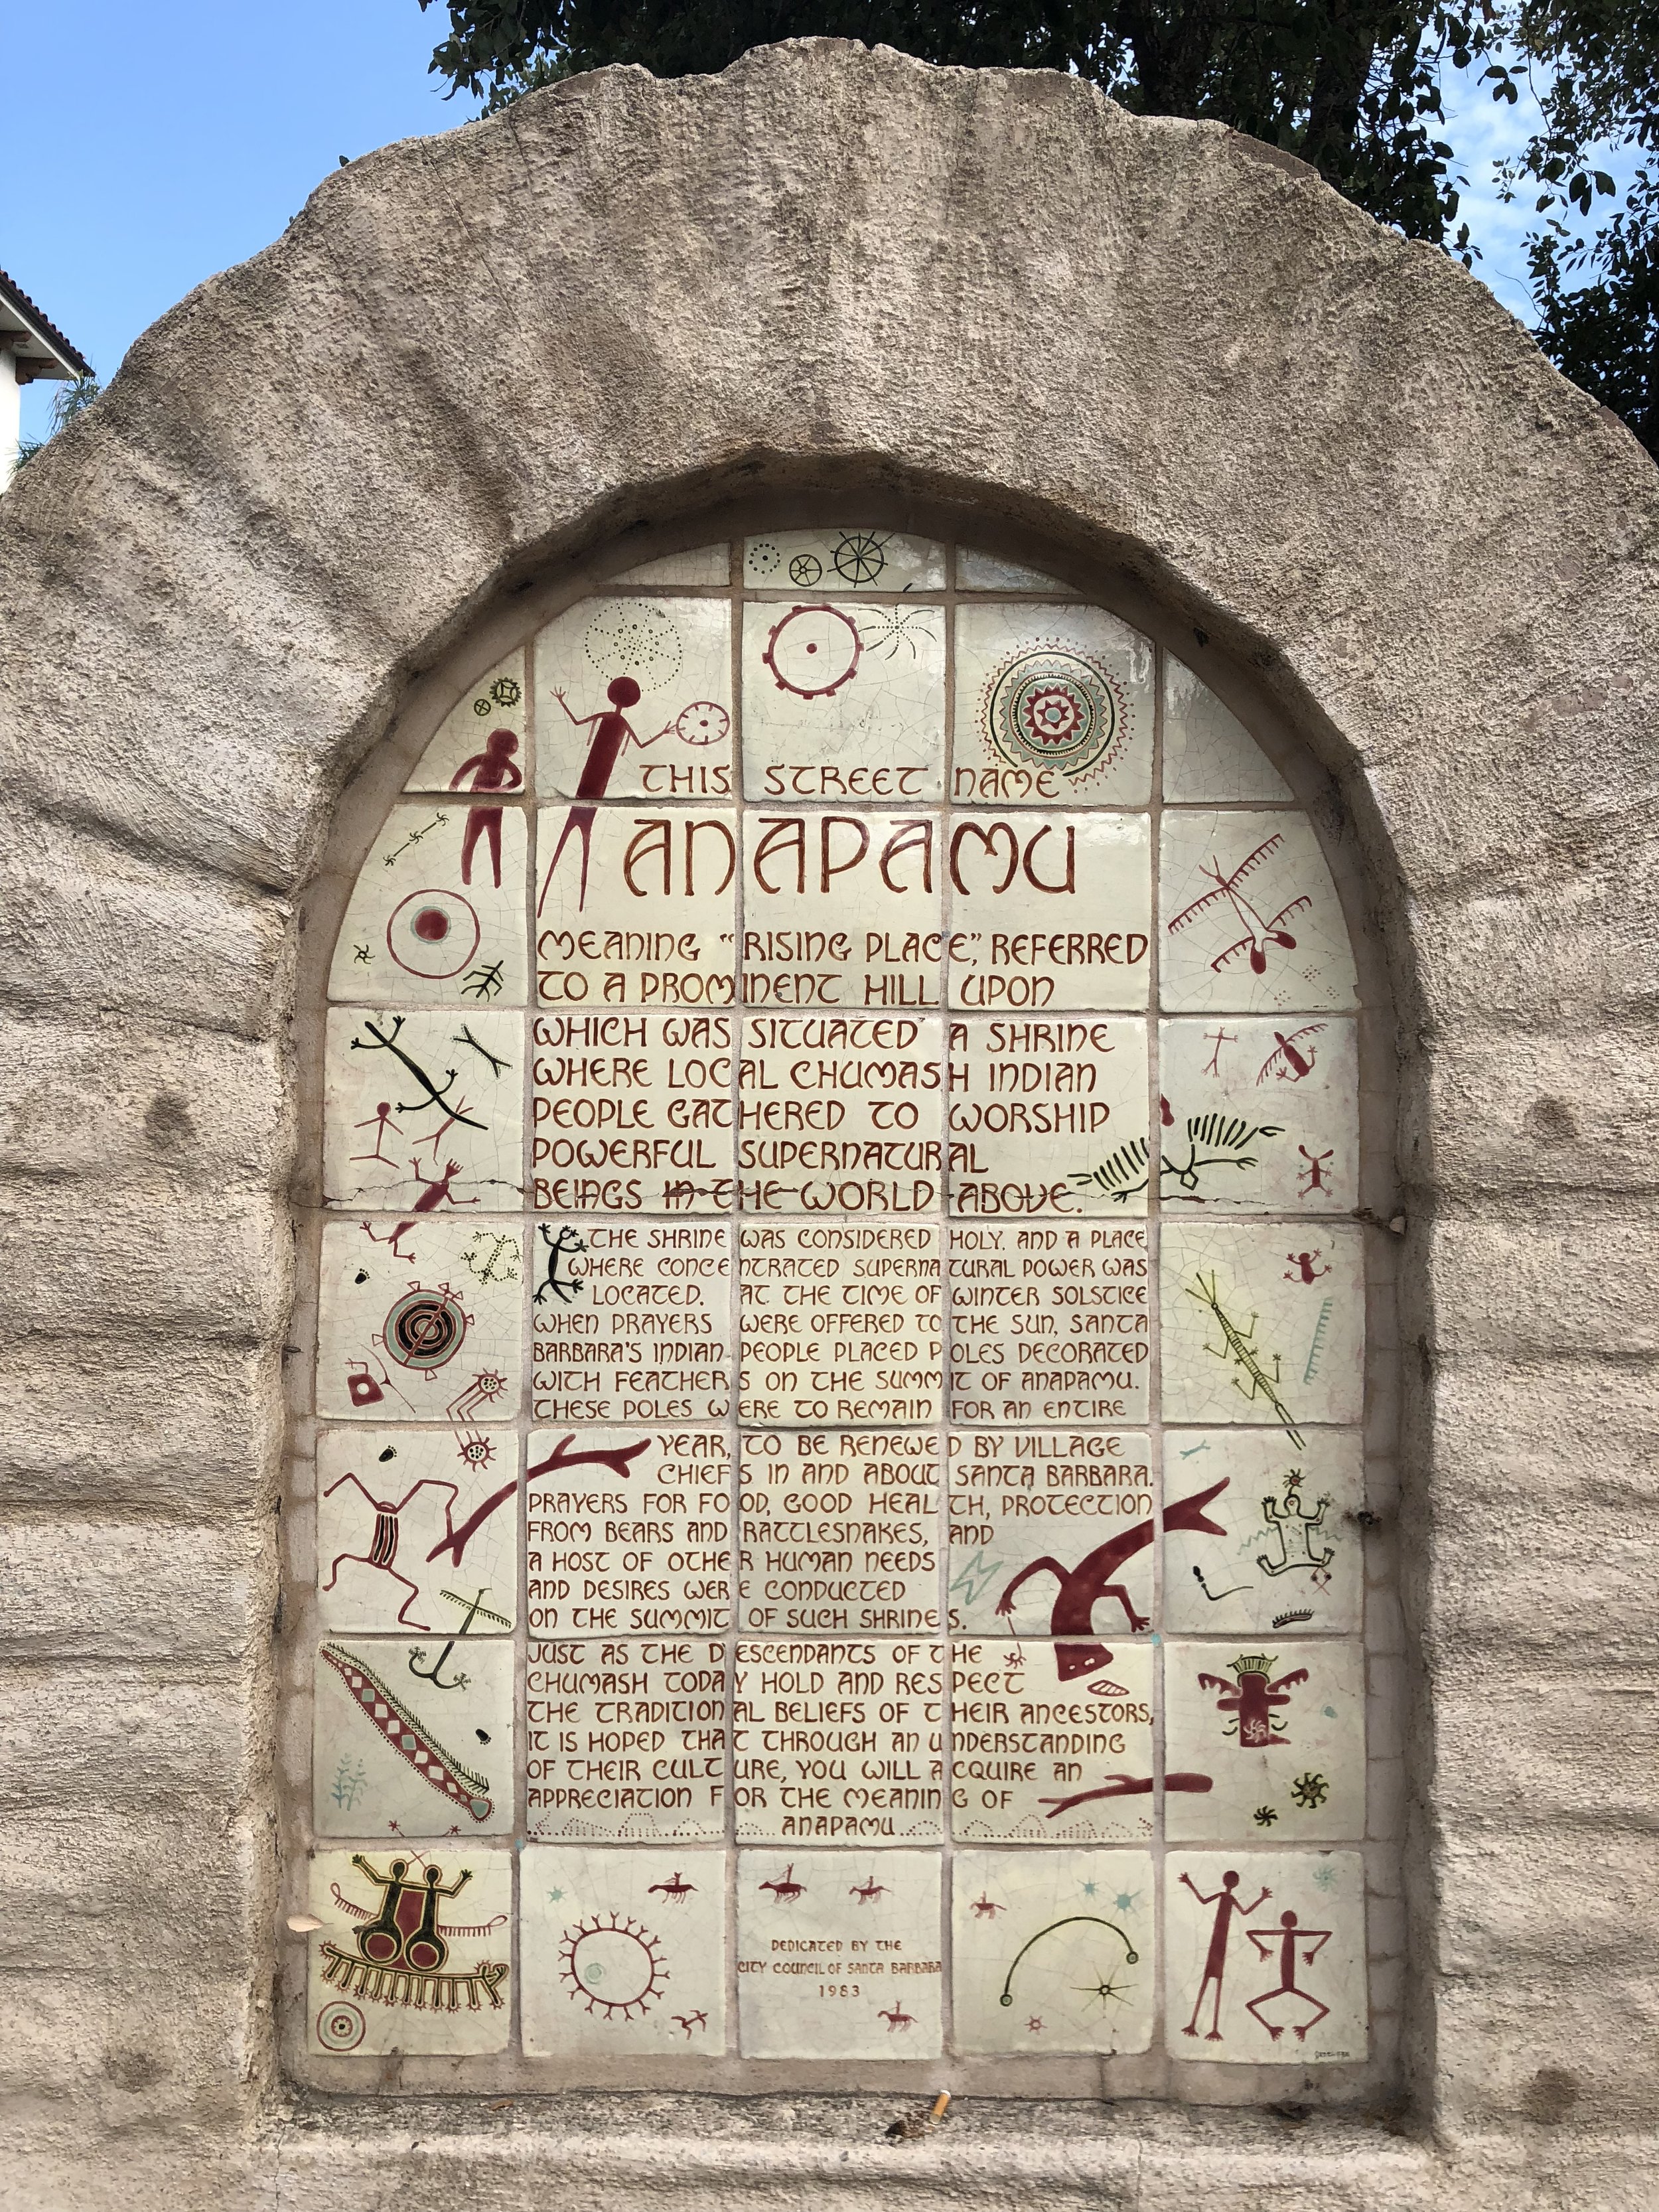 THIS STREET NAME
ANAPAMU
MEANING "RISING PLACE," REFERRED
TO A PROMINENT HILL UPON
WHICH WAS SITUATED A SHRINE
WHERE LOCAL CHUMASH INDIAN
PEOPLE GATHERED TO WORSHIP
POWERFUL SUPERNATURAL
BEINGS IN THE WORLD ABOVE.
THE SHRINE WAS CONSIDERED HOLY. AND A PLACE
WHERE CONCENTRATED SUPERNATURAL POWER WAS
LOCATED. AT THE TIME OF WINTER SOLSTICE
WHEN PRAYERS WERE OFFERED TO THE SUN, SANTA
BARBARA'S INDIAN PEOPLE PLACED POLES DECORATED
WITH FEATHERS ON THE SUMMIT OF ANAPAMU.
THESE POLES WERE TO REMAIN FOR AN ENTIRE
YEAR, TO BE RENEWED BY VILLAGE
CHIEFS IN AND ABOUT SANTA BARBARA.
PRAYERS FOR FOOD, GOOD HEALTH, PROTECTION
FROM BEARS AND RATTLESNAKES, AND
A HOST OF OTHER HUMAN NEEDS
AND DESIRES WERE CONDUCTED
ON THE SUMMIT OF SUCH SHRINES.
JUST AS THE DESCENDANTS OF THE
CHUMASH TODAY HOLD AND RESPECT
THE TRADITIONAL BELIEFS OF THEIR ANCESTORS,
IT IS HOPED THAT THROUGH AN UNDERSTANDING
OF THEIR CULTURE, YOU WILL ACQUIRE AN
APPRECIATION FOR THE MEANING OF
ANAPAMU
DEDICATED BY THE
CITY COUNCIL OF SANTA BARBARA
1983